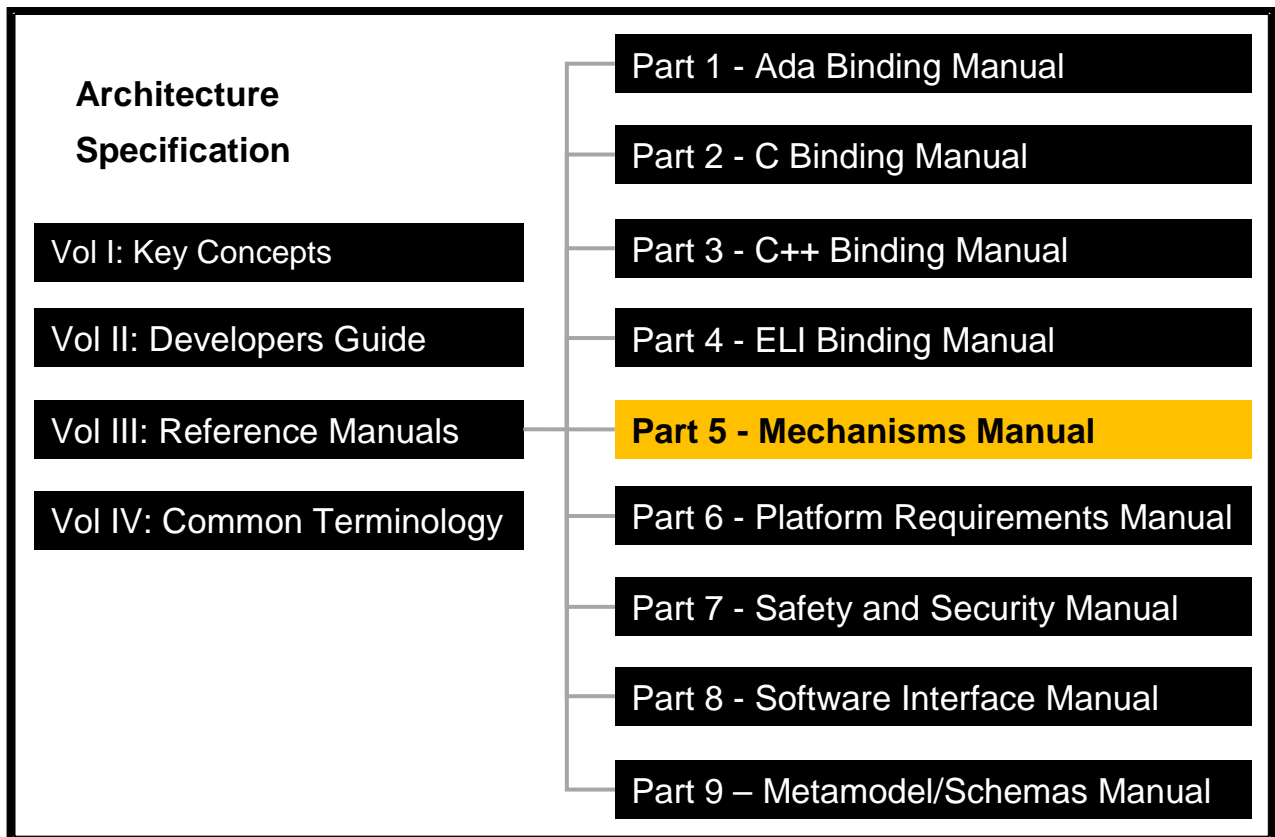 Architecture
Specification
Vol I: Key Concepts
Vol II: Developers Guide
Vol III: Reference Manuals
Vol IV: Common Terminology
Part 1 - Ada Binding Manual
Part 2 - C Binding Manual
Part 3 - C++ Binding Manual
Part 4 - ELI Binding Manual
Part 5 - Mechanisms Manual
Part 6 - Platform Requirements Manual
Part 7 - Safety and Security Manual
Part 8 - Software Interface Manual
Part 9 – Metamodel/Schemas Manual